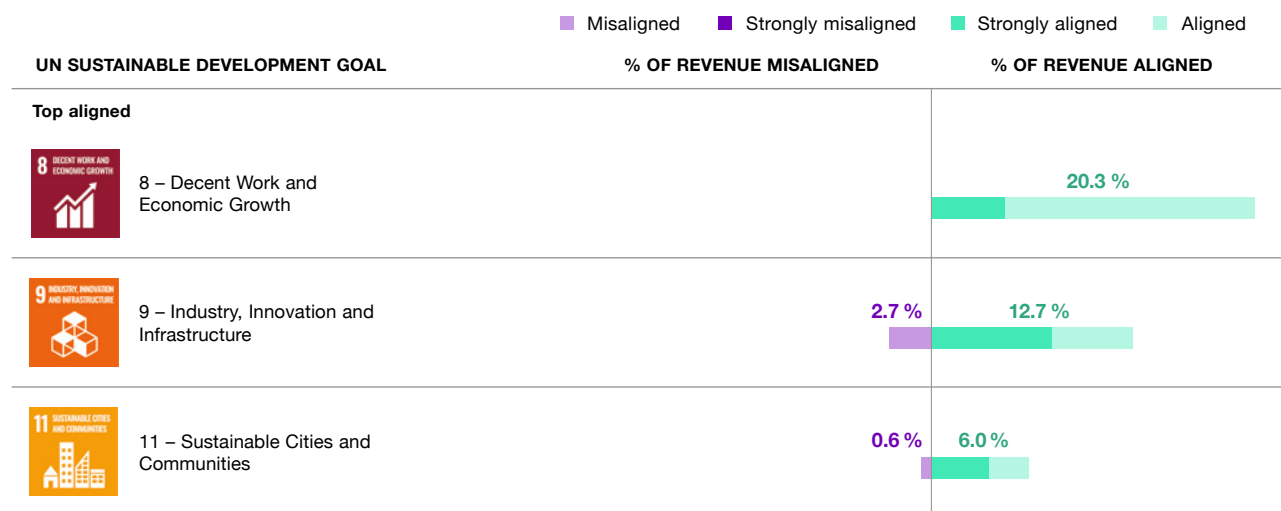 Misaligned Strongly misaligned Strongly aligned Aligned
UN SUSTAINABLE DEVELOPMENT GOAL % OF REVENUE MISALIGNED % OF REVENUE ALIGNED
Top aligned
8 DECENT WORK AND
ECONOMIC GROWTH
8 – Decent Work and
Economic Growth
20.3 %
9 INDUSTRY, INNOVATION
AND INFRASTRUCTURE
9 – Industry, Innovation and
Infrastructure
2.7 % 12.7 %
11 SUSTAINABLE CITIES
AND COMMUNITIES
11 – Sustainable Cities and
Communities
0.6 % 6.0 %